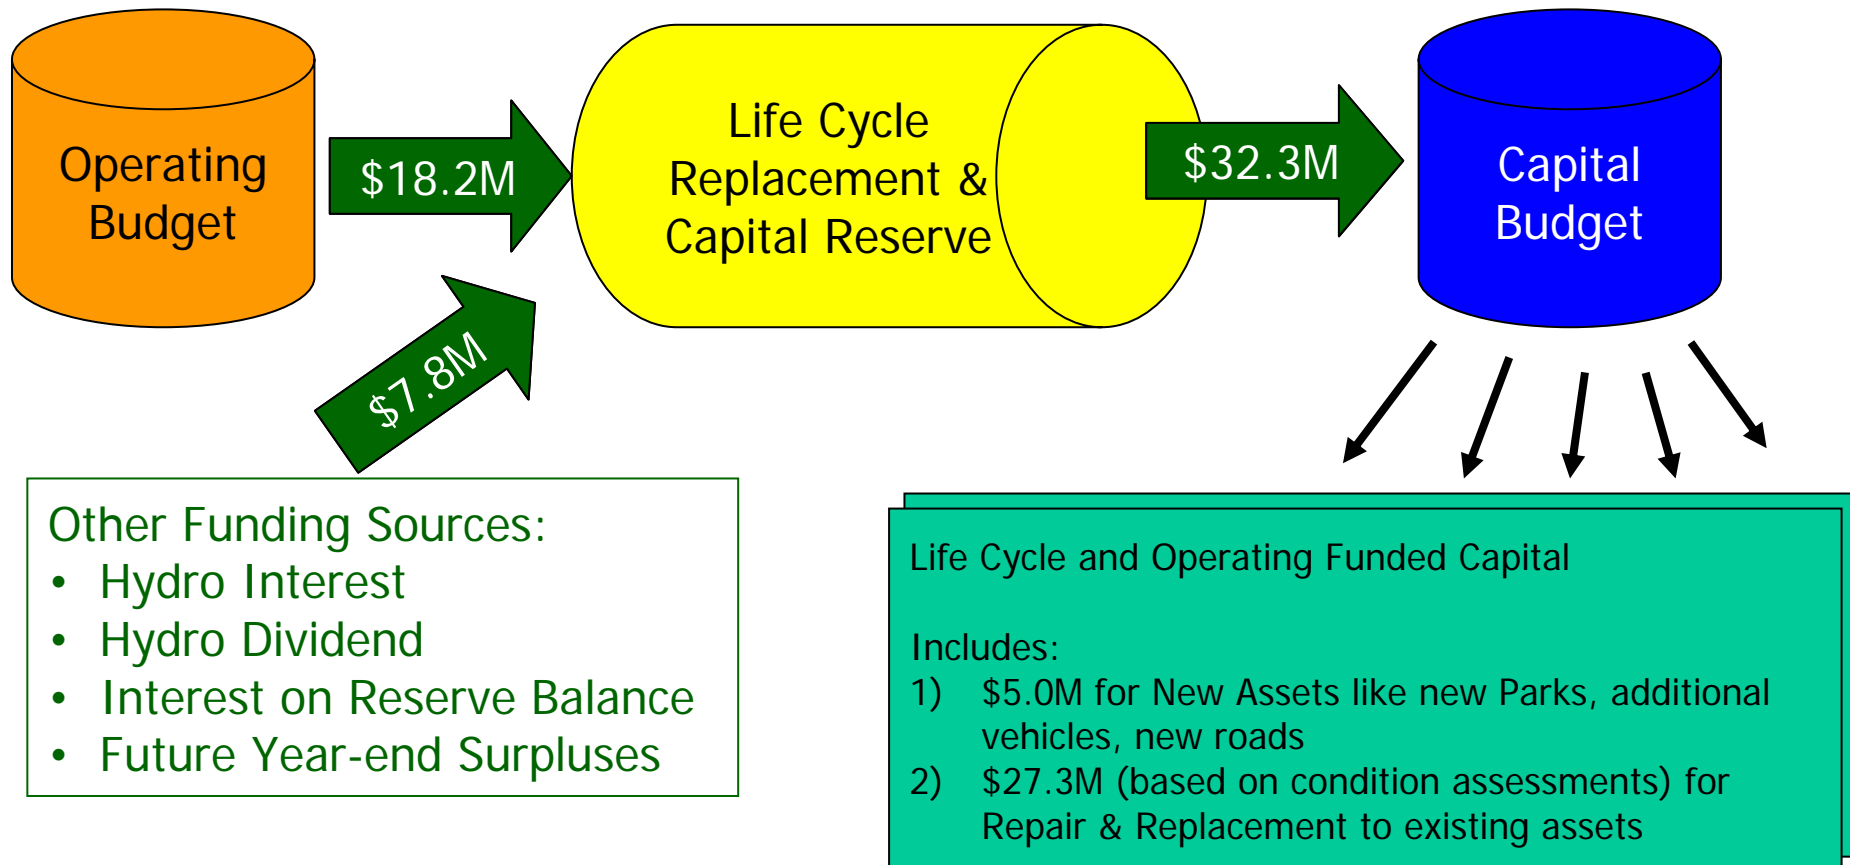 Operating
Budget
$18.2M
Life Cycle
Replacement &
Capital Reserve
$32.3M
Capital
Budget
$7.8M
Other Funding Sources:
• Hydro Interest
• Hydro Dividend
• Interest on Reserve Balance
• Future Year-end Surpluses
Life Cycle and Operating Funded Capital
Includes:
1) $5.0M for New Assets like new Parks, additional
vehicles, new roads
2) $27.3M (based on condition assessments) for
Repair & Replacement to existing assets